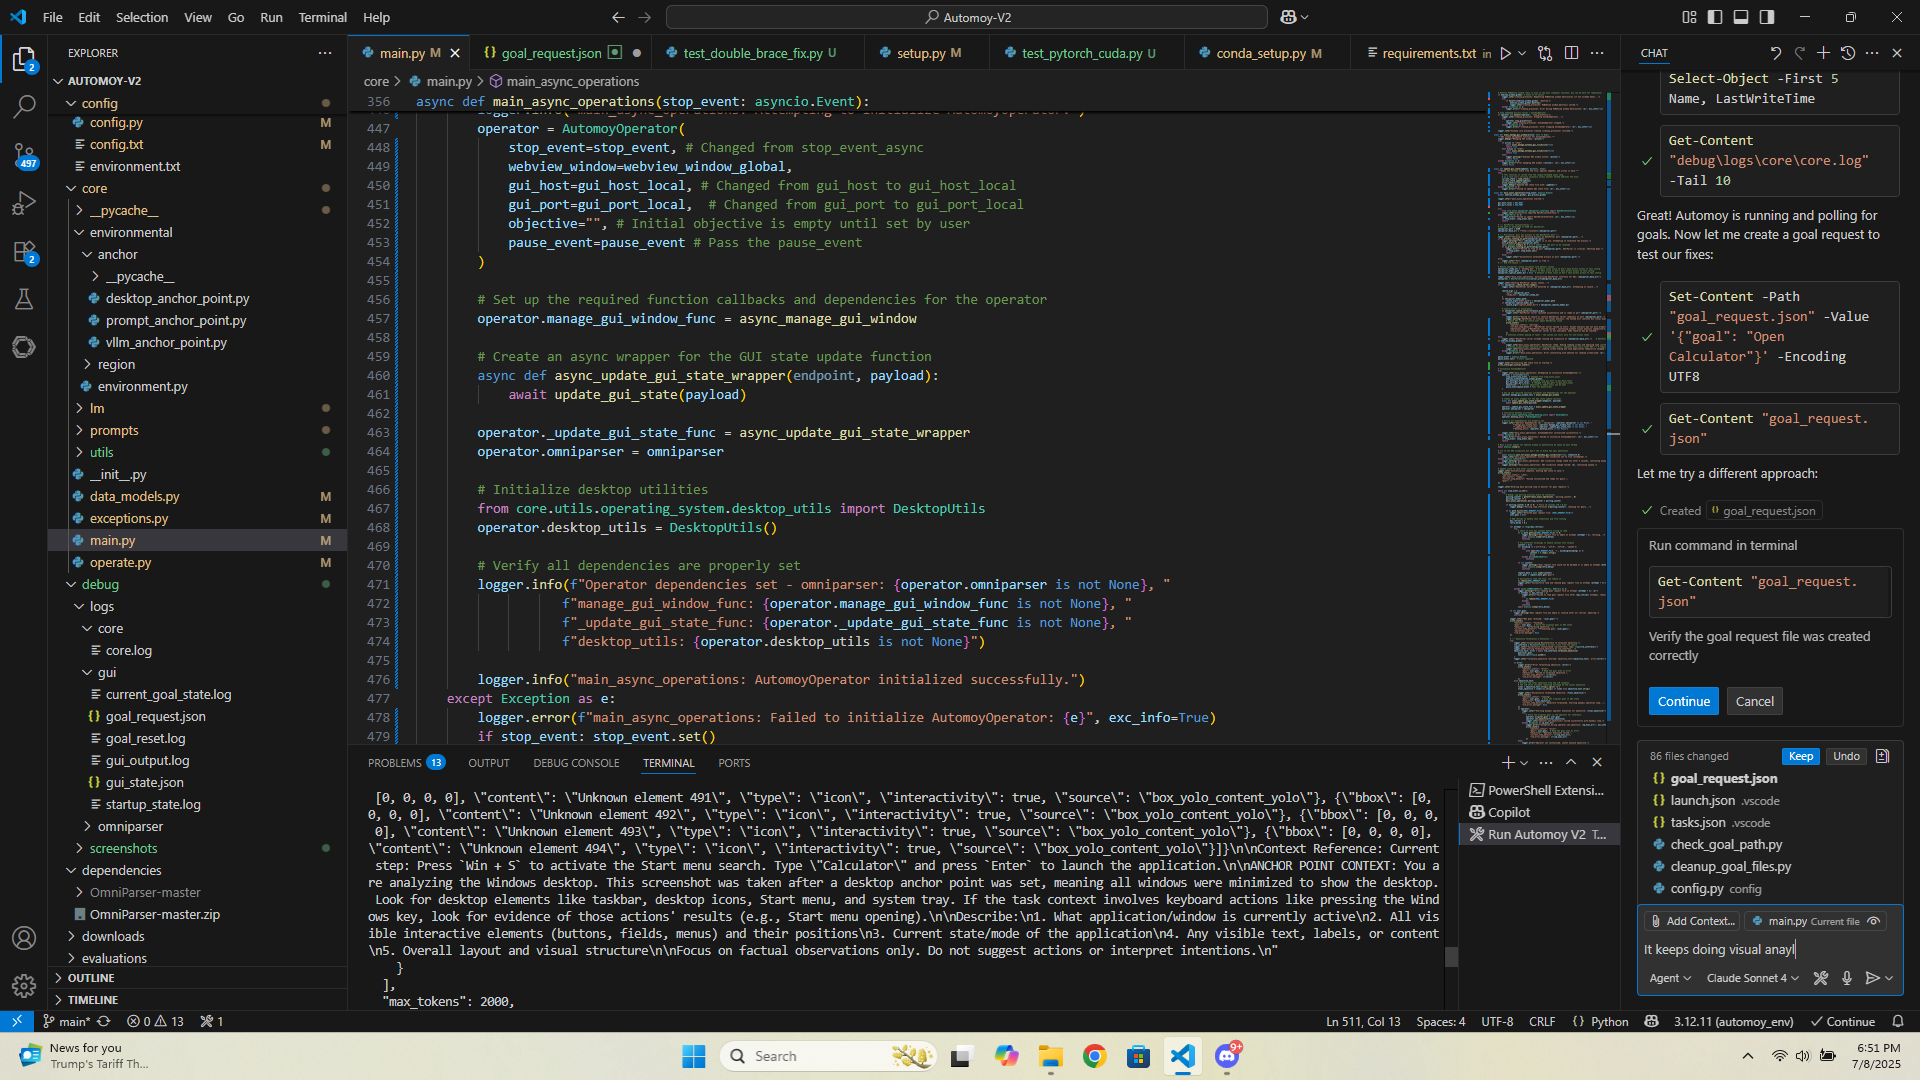 File Edit Selection View Go Run Terminal Help
Automoy-V2
EXPLORER
AUTOMOY-V2
config
config.py M
config.txt M
environment.txt
core
__pycache__
environmental
anchor
__pycache__
desktop_anchor_point.py
prompt_anchor_point.py
vllm_anchor_point.py
region
environment.py
lm
prompts
utils
__init__.py
data_models.py M
exceptions.py M
main.py M
operate.py M
debug
logs
core
core.log
gui
current_goal_state.log
goal_request.json
goal_reset.log
gui_output.log
gui_state.json
startup_state.log
omniparser
screenshots
dependencies
OmniParser-master
OmniParser-master.zip
downloads
evaluations
OUTLINE
TIMELINE
2
497
2
main.py M
goal_request.json
test_double_brace_fix.py U
setup.py M
test_pytorch_cuda.py U
conda_setup.py M
requirements.txt in
core > main.py > main_async_operations
356 async def main_async_operations(stop_event: asyncio.Event):
447 operator = AutomoyOperator(
448 stop_event=stop_event, # Changed from stop_event_async
449 webview_window=webview_window_global,
450 gui_host=gui_host_local, # Changed from gui_host to gui_host_local
451 gui_port=gui_port_local,  # Changed from gui_port to gui_port_local
452 objective="", # Initial objective is empty until set by user
453 pause_event=pause_event # Pass the pause_event
454 )
455
456 # Set up the required function callbacks and dependencies for the operator
457 operator.manage_gui_window_func = async_manage_gui_window
458
459 # Create an async wrapper for the GUI state update function
460 async def async_update_gui_state_wrapper(endpoint, payload):
461 await update_gui_state(payload)
462
463 operator._update_gui_state_func = async_update_gui_state_wrapper
464 operator.omniparser = omniparser
465
466 # Initialize desktop utilities
467 from core.utils.operating_system.desktop_utils import DesktopUtils
468 operator.desktop_utils = DesktopUtils()
469
470 # Verify all dependencies are properly set
471 logger.info(f"Operator dependencies set - omniparser: {operator.omniparser is not None}, "
472 f"manage_gui_window_func: {operator.manage_gui_window_func is not None}, "
473 f"_update_gui_state_func: {operator._update_gui_state_func is not None}, "
474 f"desktop_utils: {operator.desktop_utils is not None}")
475
476 logger.info("main_async_operations: AutomoyOperator initialized successfully.")
477 except Exception as e:
478 logger.error(f"main_async_operations: Failed to initialize AutomoyOperator: {e}", exc_info=True)
479 if stop_event: stop_event.set()
PROBLEMS 13 OUTPUT DEBUG CONSOLE TERMINAL PORTS
[0, 0, 0, 0], \"content\": \"Unknown element 491\", \"type\": \"icon\", \"interactivity\": true, \"source\": \"box_yolo_content_yolo\"}, {\"bbox\": [0,
0, 0, 0], \"content\": \"Unknown element 492\", \"type\": \"icon\", \"interactivity\": true, \"source\": \"box_yolo_content_yolo\"}, {\"bbox\": [0, 0, 0,
0], \"content\": \"Unknown element 493\", \"type\": \"icon\", \"interactivity\": true, \"source\": \"box_yolo_content_yolo\"}, {\"bbox\": [0, 0, 0, 0],
\"content\": \"Unknown element 494\", \"type\": \"icon\", \"interactivity\": true, \"source\": \"box_yolo_content_yolo\"}]}\n\nContext Reference: Current
step: Press `Win + S` to activate the Start menu search. Type \"Calculator\" and press `Enter` to launch the application.\n\nANCHOR POINT CONTEXT: You a
re analyzing the Windows desktop. This screenshot was taken after a desktop anchor point was set, meaning all windows were minimized to show the desktop.
Look for desktop elements like taskbar, desktop icons, Start menu, and system tray. If the task context involves keyboard actions like pressing the Wind
ows key, look for evidence of those actions' results (e.g., Start menu opening).\n\nDescribe:\n1. What application/window is currently active\n2. All vis
ible interactive elements (buttons, fields, menus) and their positions\n3. Current state/mode of the application\n4. Any visible text, labels, or content
\n5. Overall layout and visual structure\n\nFocus on factual observations only. Do not suggest actions or interpret intentions.\n"
}
],
"max_tokens": 2000,
PowerShell Extensi...
Copilot
Run Automoy V2 T...
CHAT
Select-Object -First 5
Name, LastWriteTime
Get-Content
"debug\logs\core\core.log"
-Tail 10
Great! Automoy is running and polling for
goals. Now let me create a goal request to
test our fixes:
Set-Content -Path
"goal_request.json" -Value
'{"goal": "Open
Calculator"}' -Encoding
UTF8
Get-Content "goal_request.
json"
Let me try a different approach:
Created goal_request.json
Run command in terminal
Get-Content "goal_request.
json"
Verify the goal request file was created
correctly
Continue Cancel
86 files changed Keep Undo
goal_request.json
launch.json .vscode
tasks.json .vscode
check_goal_path.py
cleanup_goal_files.py
config.py config
Add Context... main.py Current file
It keeps doing visual anayl
Agent Claude Sonnet 4
main* 0 13 1
Ln 511, Col 13 Spaces: 4 UTF-8 CRLF {} Python 3.12.11 (automoy_env) Continue
News for you
Trump's Tariff Th...
Search
9+
6:51 PM
7/8/2025